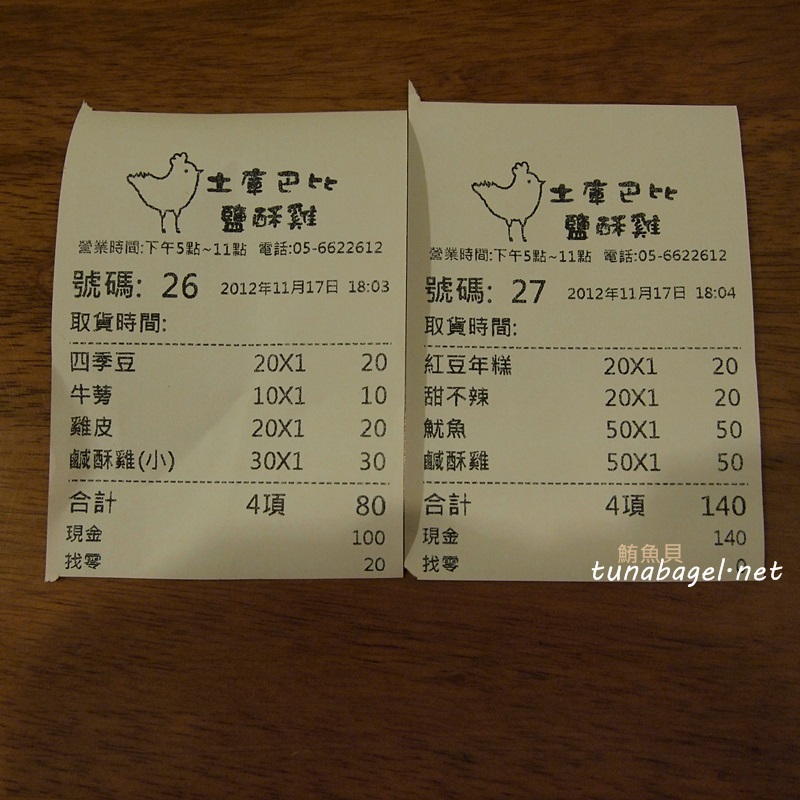 土庫巴比
鹽酥雞
營業時間:下午5點~11點 電話:05-6622612
號碼: 26 2012年11月17日 18:03
取貨時間:
四季豆 20X1 20
牛蒡 10X1 10
雞皮 20X1 20
鹹酥雞(小) 30X1 30
合計 4項 80
現金 100
找零 20
土庫巴比
鹽酥雞
營業時間:下午5點~11點 電話:05-6622612
號碼: 27 2012年11月17日 18:04
取貨時間:
紅豆年糕 20X1 20
甜不辣 20X1 20
魷魚 50X1 50
鹹酥雞 50X1 50
合計 4項 140
現金 140
找零 0
鮪魚貝
tunabagel.net